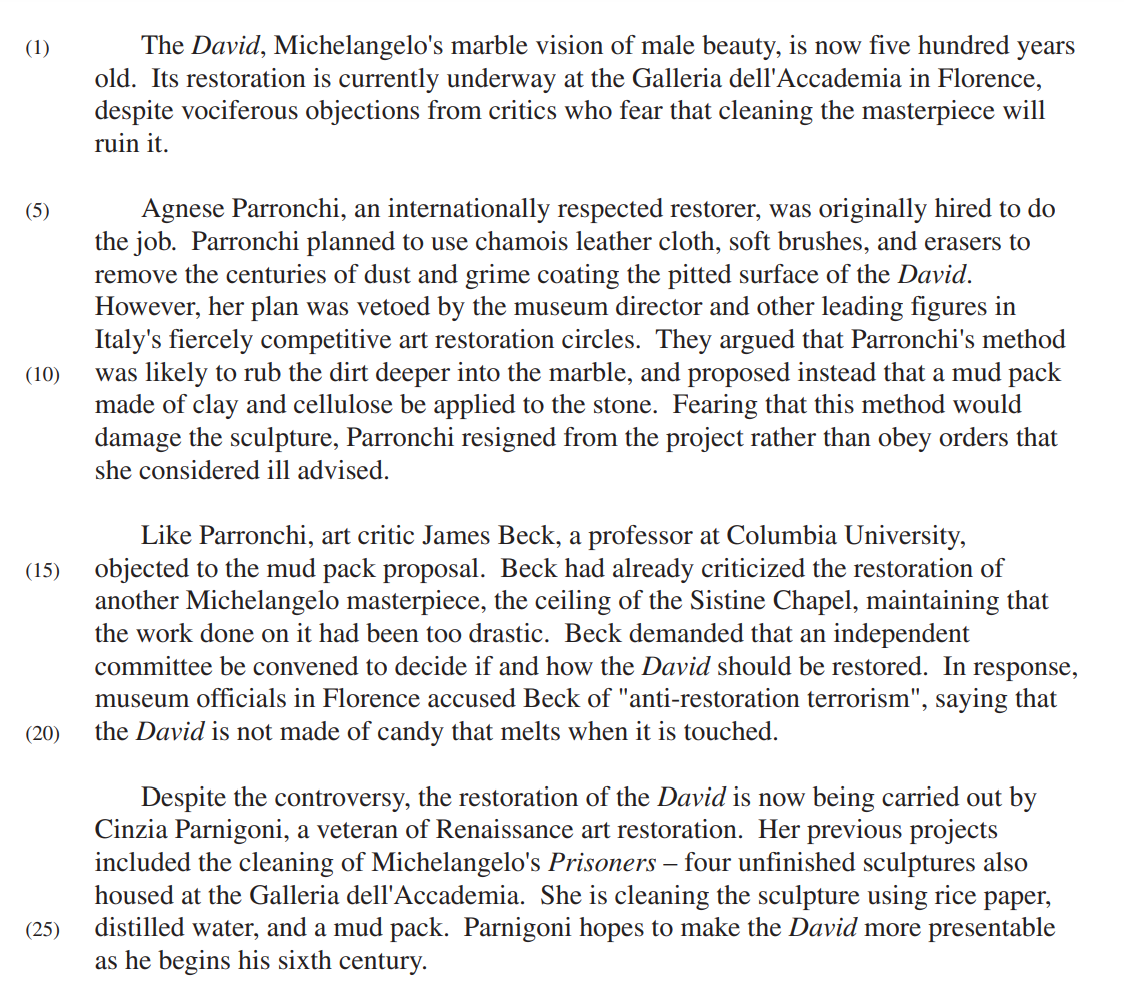 (1) The David, Michelangelo's marble vision of male beauty, is now five hundred years
old. Its restoration is currently underway at the Galleria dell'Accademia in Florence,
despite vociferous objections from critics who fear that cleaning the masterpiece will
ruin it.
(5) Agnese Parronchi, an internationally respected restorer, was originally hired to do
the job. Parronchi planned to use chamois leather cloth, soft brushes, and erasers to
remove the centuries of dust and grime coating the pitted surface of the David.
However, her plan was vetoed by the museum director and other leading figures in
Italy's fiercely competitive art restoration circles. They argued that Parronchi's method
(10) was likely to rub the dirt deeper into the marble, and proposed instead that a mud pack
made of clay and cellulose be applied to the stone. Fearing that this method would
damage the sculpture, Parronchi resigned from the project rather than obey orders that
she considered ill advised.
Like Parronchi, art critic James Beck, a professor at Columbia University,
(15) objected to the mud pack proposal. Beck had already criticized the restoration of
another Michelangelo masterpiece, the ceiling of the Sistine Chapel, maintaining that
the work done on it had been too drastic. Beck demanded that an independent
committee be convened to decide if and how the David should be restored. In response,
museum officials in Florence accused Beck of "anti-restoration terrorism", saying that
(20) the David is not made of candy that melts when it is touched.
Despite the controversy, the restoration of the David is now being carried out by
Cinzia Parnigoni, a veteran of Renaissance art restoration. Her previous projects
included the cleaning of Michelangelo's Prisoners – four unfinished sculptures also
housed at the Galleria dell'Accademia. She is cleaning the sculpture using rice paper,
(25) distilled water, and a mud pack. Parnigoni hopes to make the David more presentable
as he begins his sixth century.